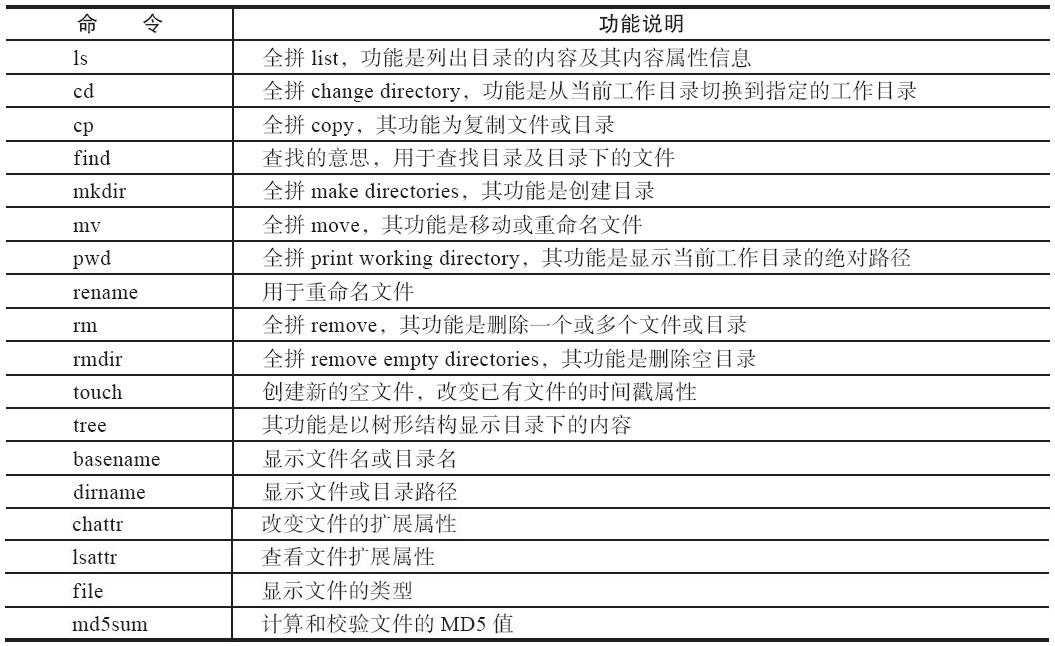 命 令 功能说明
ls 全拼 list，功能是列出目录的内容及其内容属性信息
cd 全拼 change directory，功能是从当前工作目录切换到指定的工作目录
cp 全拼 copy，其功能为复制文件或目录
find 查找的意思，用于查找目录及目录下的文件
mkdir 全拼 make directories，其功能是创建目录
mv 全拼 move，其功能是移动或重命名文件
pwd 全拼 print working directory，其功能是显示当前工作目录的绝对路径
rename 用于重命名文件
rm 全拼 remove，其功能是删除一个或多个文件或目录
rmdir 全拼 remove empty directories，其功能是删除空目录
touch 创建新的空文件，改变已有文件的时间戳属性
tree 其功能是以树形结构显示目录下的内容
basename 显示文件名或目录名
dirname 显示文件或目录路径
chattr 改变文件的扩展属性
lsattr 查看文件扩展属性
file 显示文件的类型
md5sum 计算和校验文件的 MD5 值